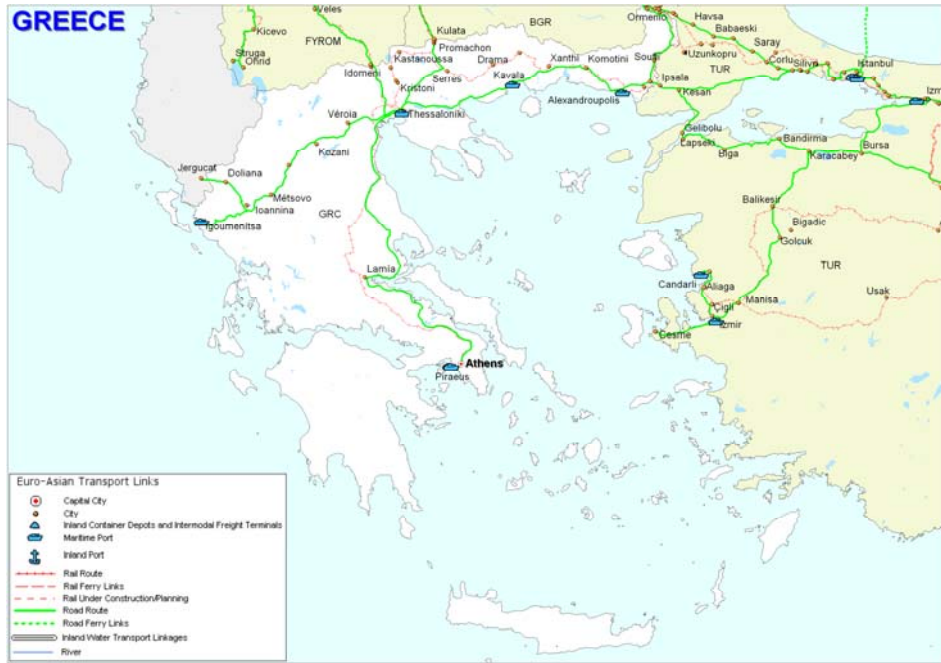 GREECE
Veles
Kicevo
FYROM
Struga
Ohrid
Kulata
BGR
Promachon
Kastanoussa
Idomeni
Drama
Serres
Xanthi
Komotini
Kristoni
Kavala
Alexandroupolis
Thessaloniki
Ormenio
Havsa
Babaeski
Uzunkopru
Saray
Corlu
Silivri
Istanbul
Soufli
TUR
Ipsala
Kesan
Izm
Véroia
Kozani
Gelibolu
Lapseki
Bandirma
Biga
Karacabey
Bursa
Jergucat
Doliana
Métsovo
Ioannina
Igoumenitsa
GRC
Balikesir
Bigadic
Golcuk
TUR
Lamia
Candarli
Aliaga
Cigli
Manisa
Usak
Izmir
Cesme
Athens
Piraeus
Euro-Asian Transport Links
Capital City
City
Inland Container Depots and Intermodal Freight Terminals
Maritime Port
Inland Port
Rail Route
Rail Ferry Links
Rail Under Construction/Planning
Road Route
Road Ferry Links
Inland Water Transport Linkages
River